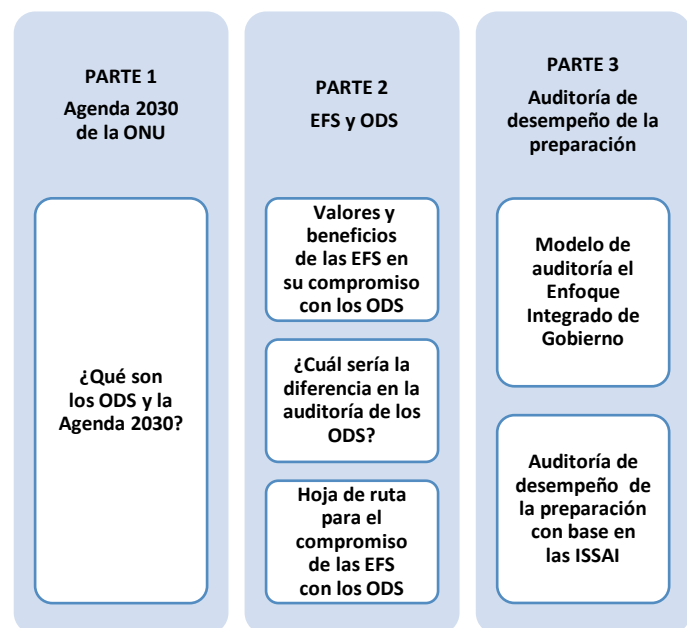 PARTE 1
Agenda 2030
de la ONU
¿Qué son
los ODS y la
Agenda 2030?
PARTE 2
EFS y ODS
Valores y
beneficios
de las EFS en
su compromiso
con los ODS
¿Cuál sería la
diferencia en la
auditoría de los
ODS?
Hoja de ruta
para el
compromiso
de las EFS
con los ODS
PARTE 3
Auditoría de
desempeño de la
preparación
Modelo de
auditoría el
Enfoque
Integrado de
Gobierno
Auditoría de
desempeño de
la preparación
con base en
las ISSAI